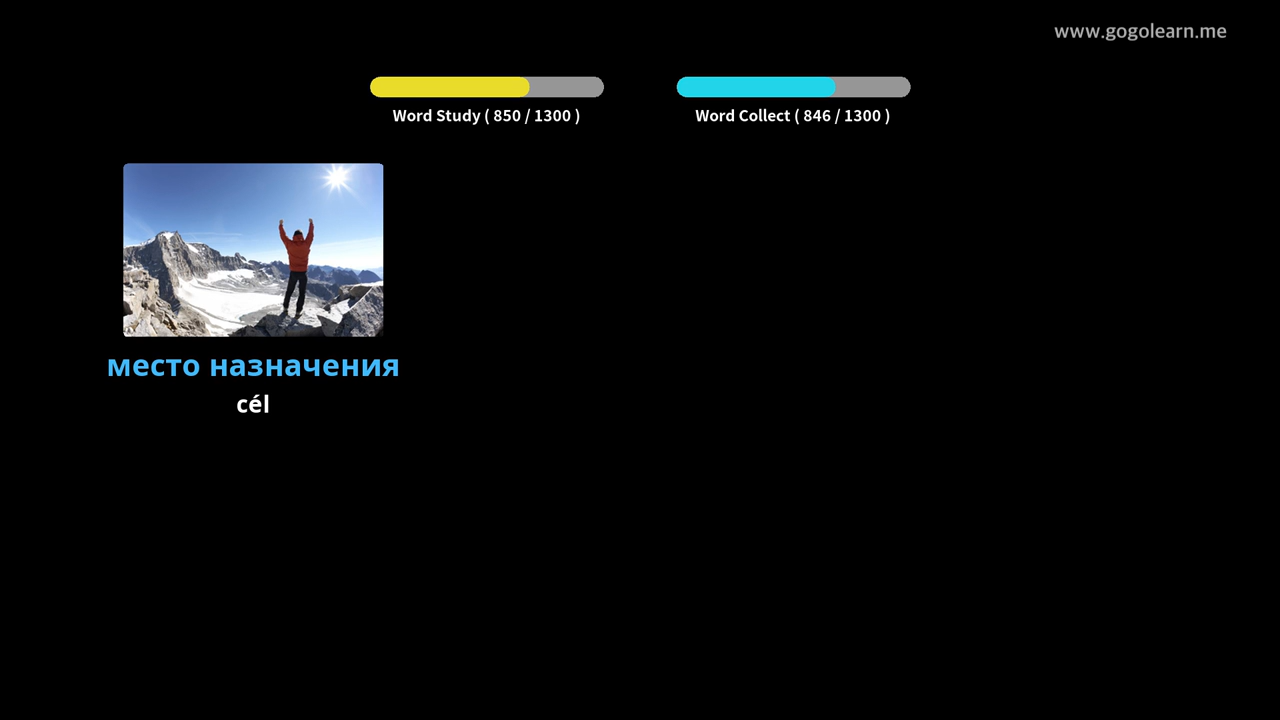 www.gogolearn.me
Word Study ( 850 / 1300 )
Word Collect ( 846 / 1300 )
место назначения
cél